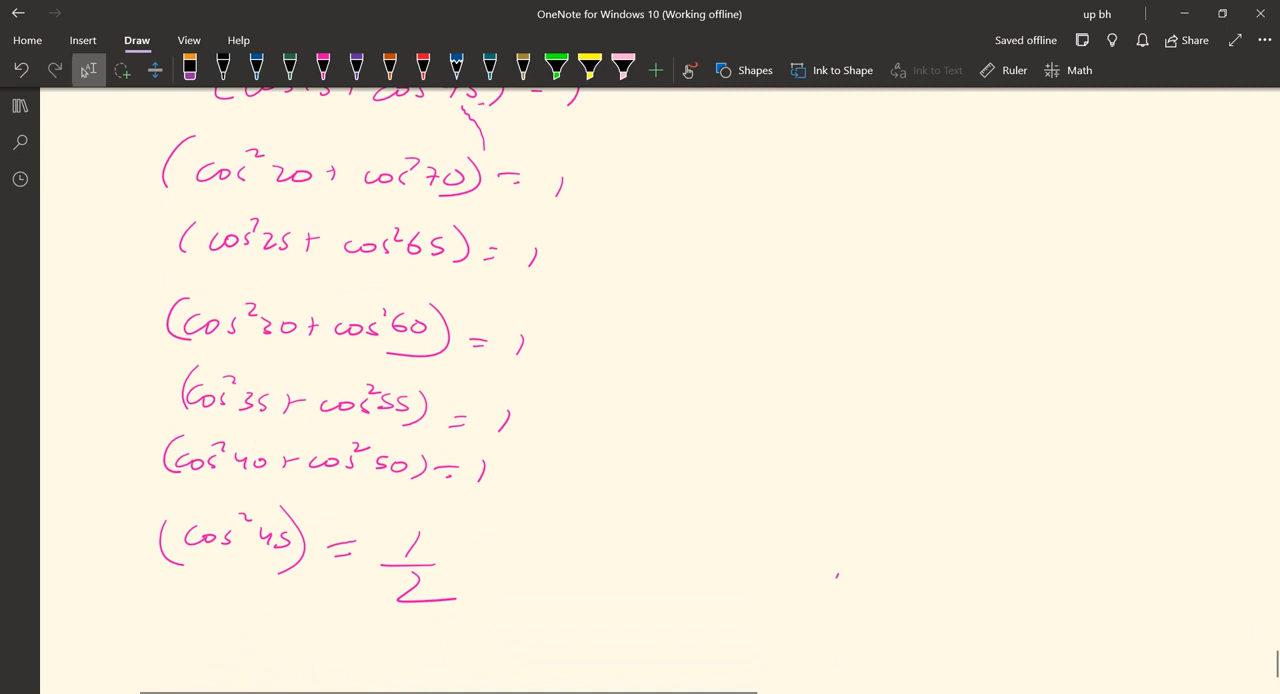 OneNote for Windows 10 (Working offline)
up bh
Home Insert Draw View Help
Saved offline
Share
Shapes
Ink to Shape
Ink to Text
Ruler
Math
(cos²20 + cos²70) = 1
(cos²25 + cos²65) = 1
(cos²30 + cos²60) = 1
(cos²35 + cos²55) = 1
(cos²40 + cos²50) = 1
(cos²45) = 1/2